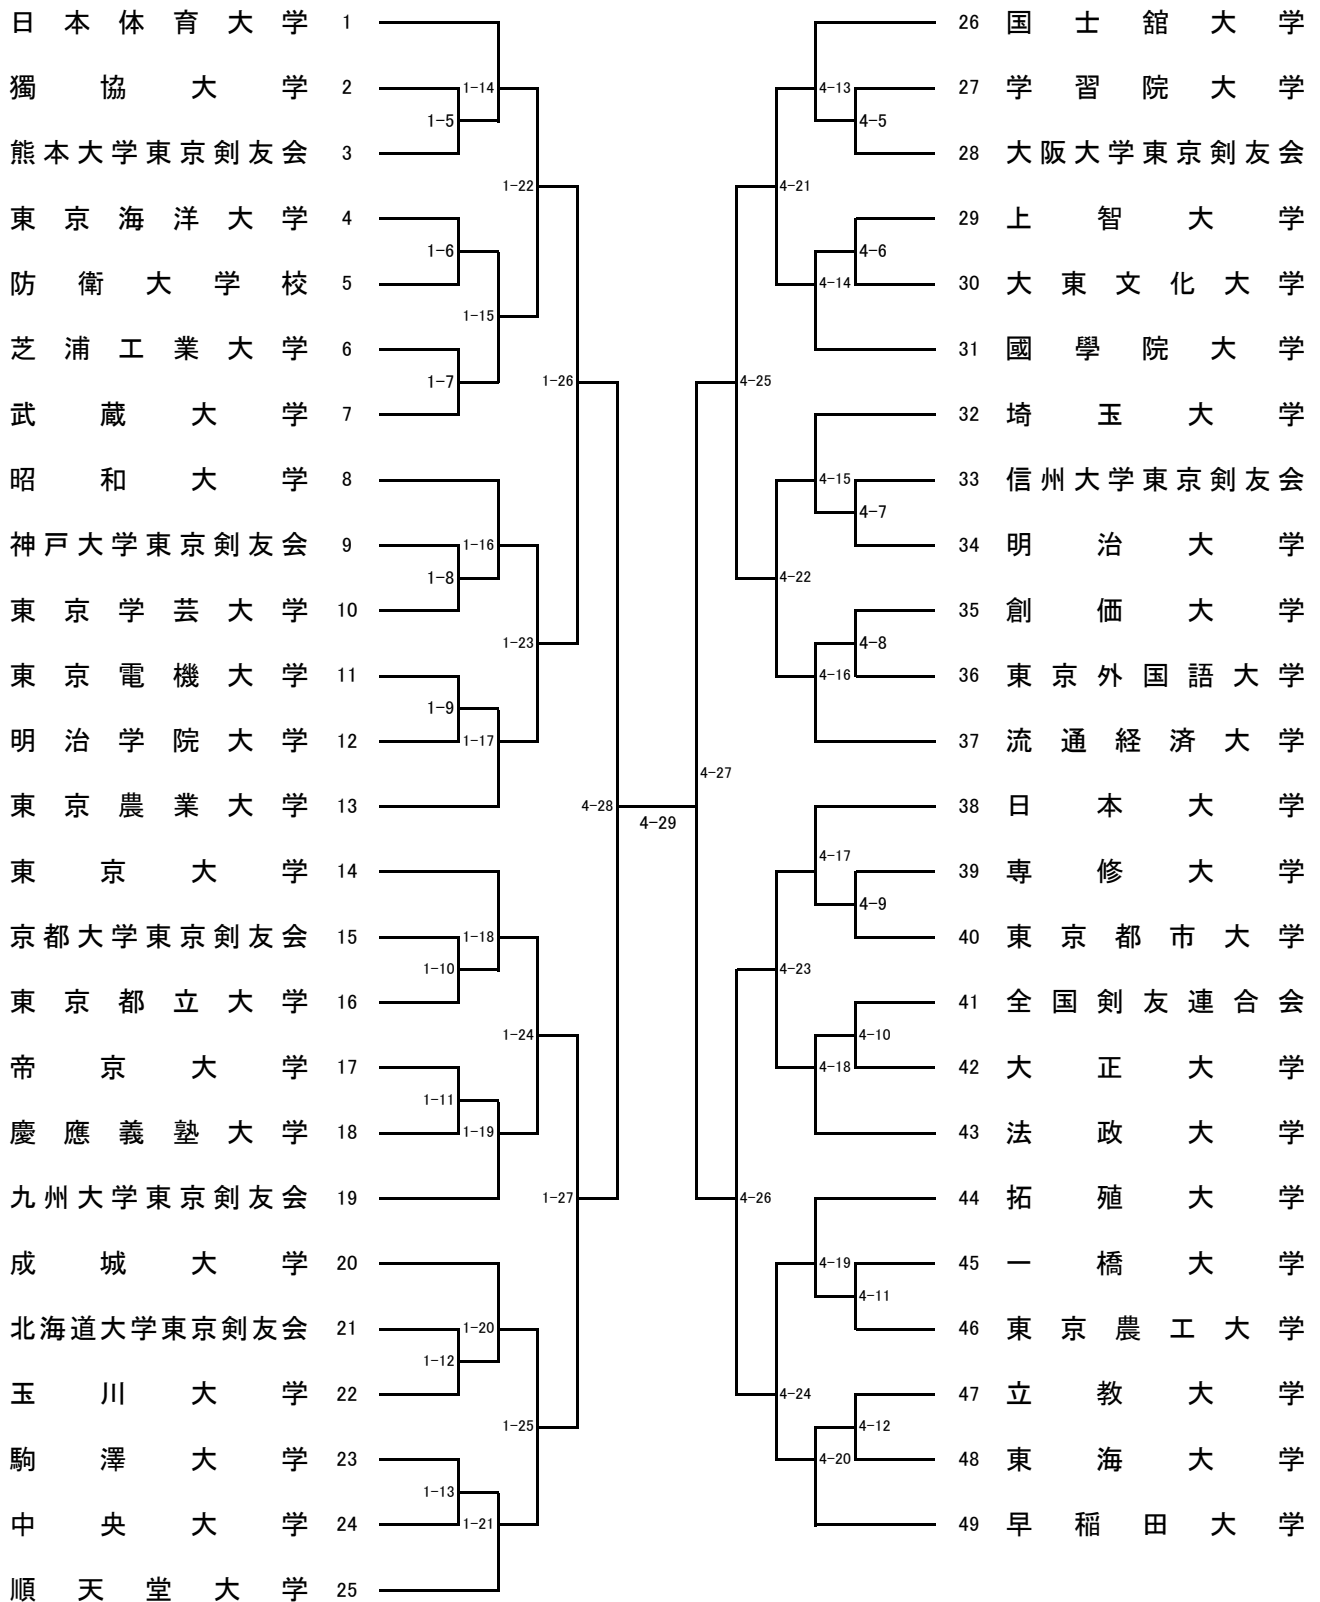 日本体育大学 1
獨協大学 2
熊本大学東京剣友会 3
東京海洋大学 4
防衛大学校 5
芝浦工業大学 6
武蔵大学 7
昭和大学 8
神戸大学東京剣友会 9
東京学芸大学 10
東京電機大学 11
明治学院大学 12
東京農業大学 13
東京大学 14
京都大学東京剣友会 15
東京都立大学 16
帝京大学 17
慶應義塾大学 18
九州大学東京剣友会 19
成城大学 20
北海道大学東京剣友会 21
玉川大学 22
駒澤大学 23
中央大学 24
順天堂大学 25
1-5
1-6
1-7
1-8
1-9
1-10
1-11
1-12
1-13
1-14
1-15
1-16
1-17
1-18
1-19
1-20
1-21
1-22
1-23
1-24
1-25
1-26
1-27
4-28
4-29
4-27
4-25
4-26
4-21
4-22
4-23
4-24
4-13
4-14
4-15
4-16
4-17
4-18
4-19
4-20
4-5
4-6
4-7
4-8
4-9
4-10
4-11
4-12
26 国士舘大学
27 学習院大学
28 大阪大学東京剣友会
29 上智大学
30 大東文化大学
31 國學院大学
32 埼玉大学
33 信州大学東京剣友会
34 明治大学
35 創価大学
36 東京外国語大学
37 流通経済大学
38 日本大学
39 専修大学
40 東京都市大学
41 全国剣友連合会
42 大正大学
43 法政大学
44 拓殖大学
45 一橋大学
46 東京農工大学
47 立教大学
48 東海大学
49 早稲田大学